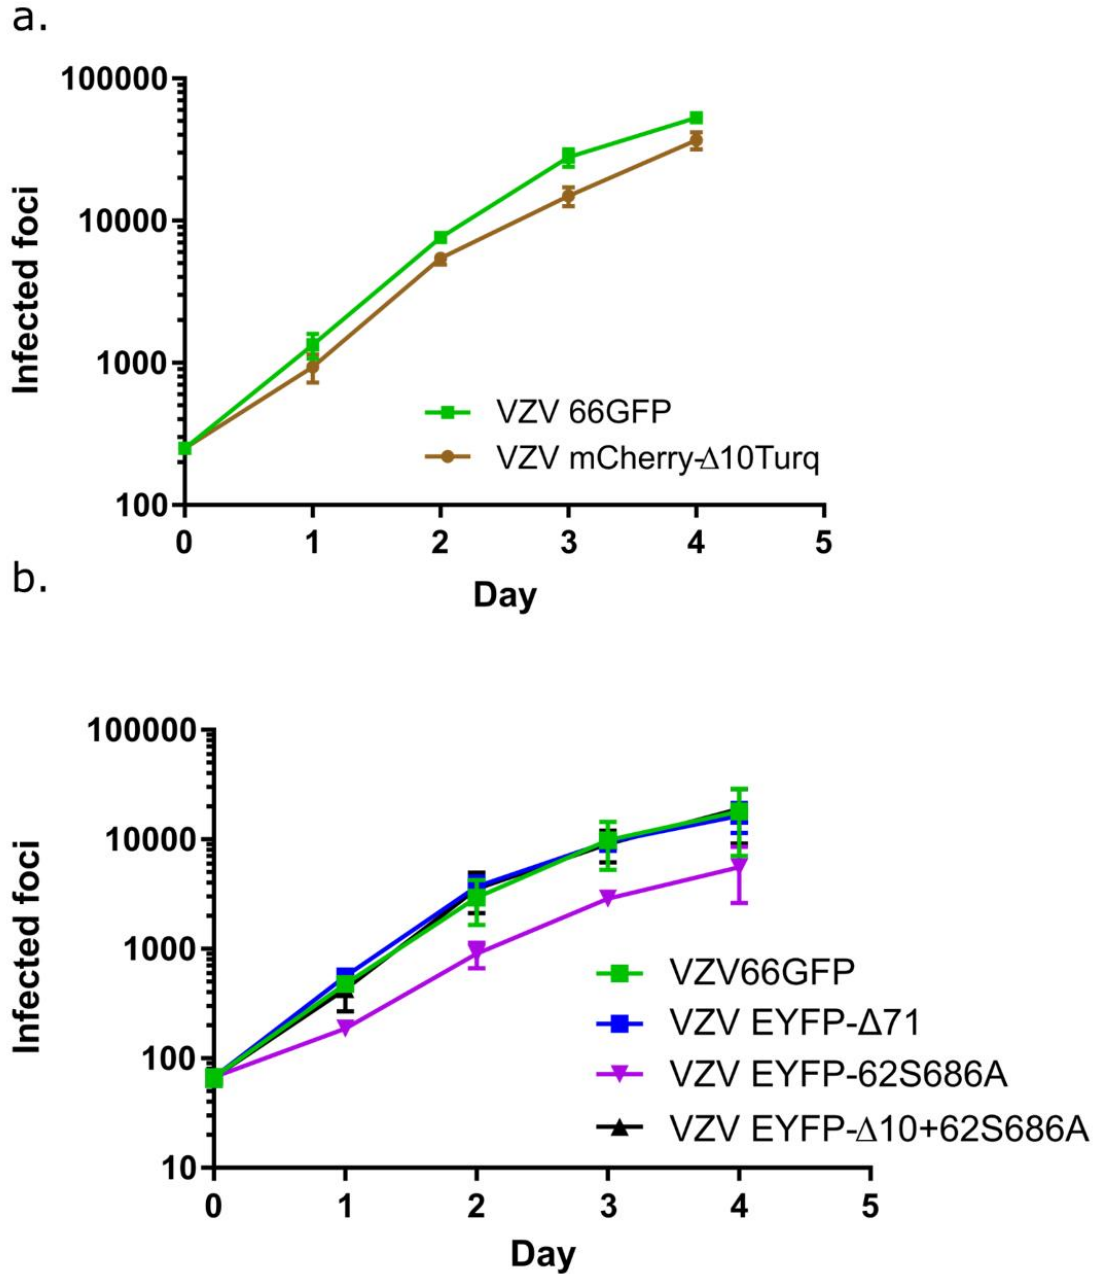 a.
100000
10000
1000
100
Infected foci
VZV 66GFP
VZV mCherry-Δ10Turq
0 1 2 3 4 5
Day
b.
100000
10000
1000
100
10
Infected foci
VZV66GFP
VZV EYFP-Δ71
VZV EYFP-62S686A
VZV EYFP-Δ10+62S686A
0 1 2 3 4 5
Day